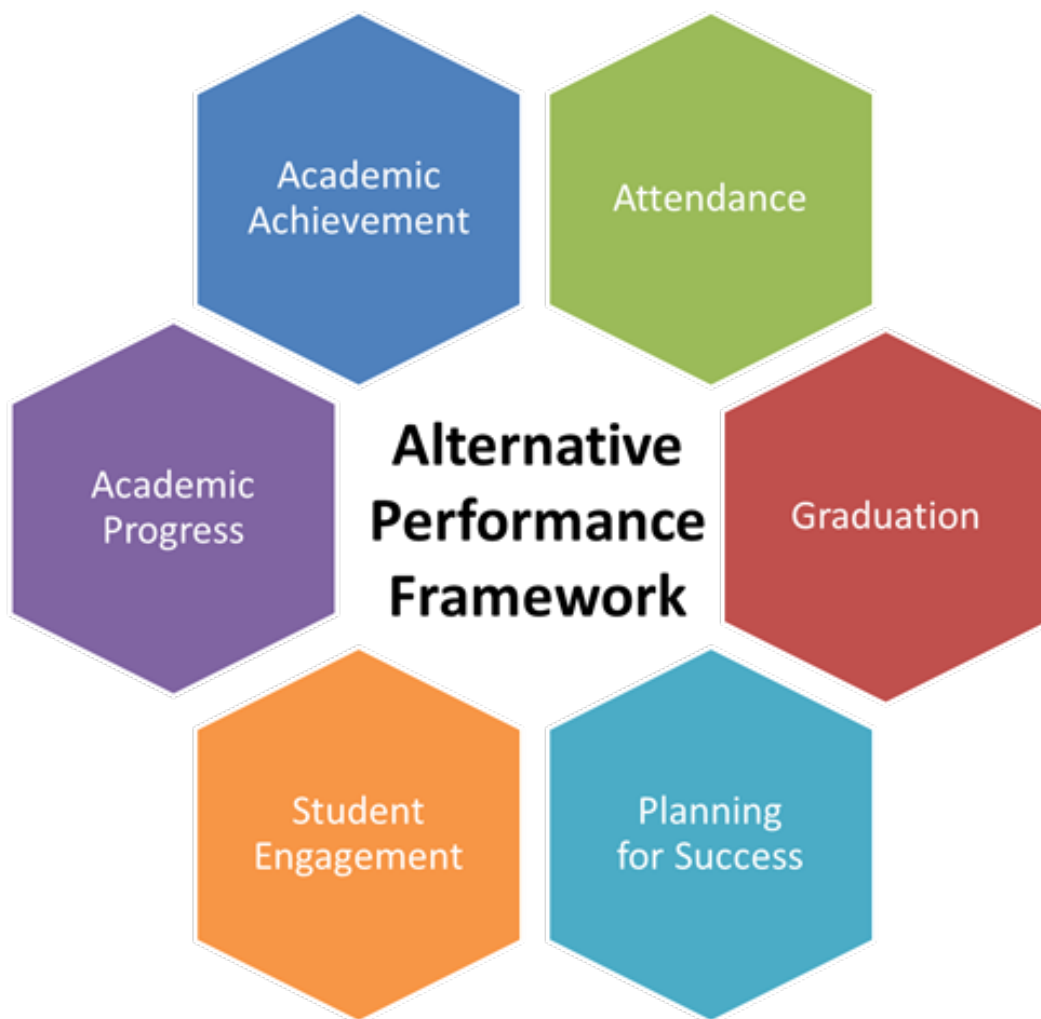 Academic
Achievement
Attendance
Academic
Progress
Alternative
Performance
Framework
Graduation
Student
Engagement
Planning
for Success